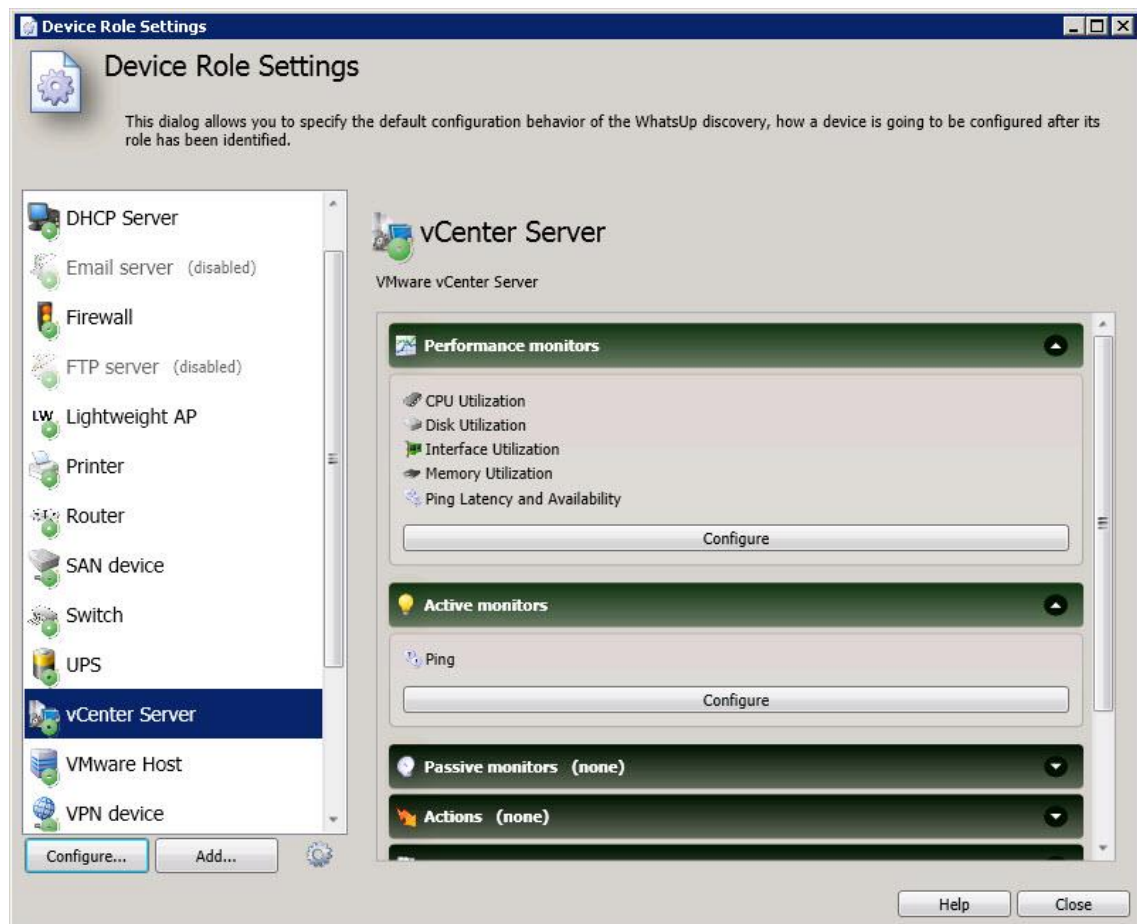 Device Role Settings
Device Role Settings
This dialog allows you to specify the default configuration behavior of the WhatsUp discovery, how a device is going to be configured after its
role has been identified.
DHCP Server
Email server (disabled)
Firewall
FTP server (disabled)
LW Lightweight AP
Printer
Router
SAN device
Switch
UPS
vCenter Server
VMware Host
VPN device
Configure...
Add...
vCenter Server
VMware vCenter Server
Performance monitors
CPU Utilization
Disk Utilization
Interface Utilization
Memory Utilization
Ping Latency and Availability
Configure
Active monitors
Ping
Configure
Passive monitors (none)
Actions (none)
Help
Close